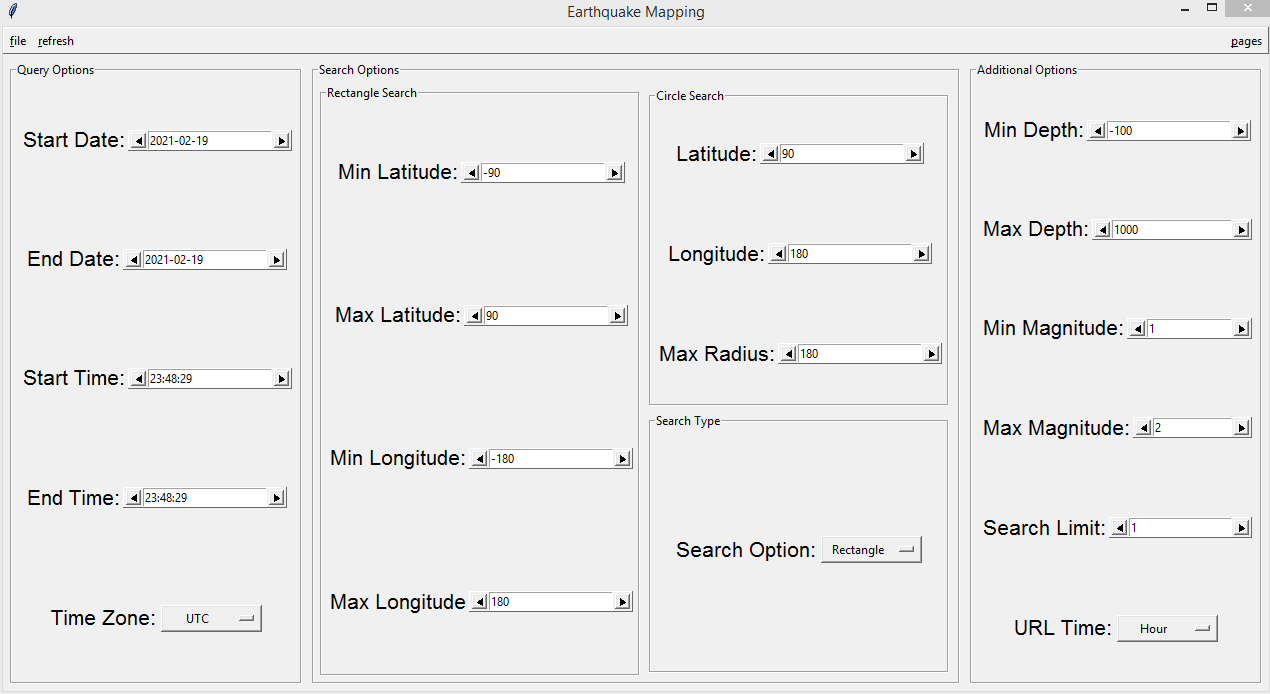 Earthquake Mapping
file refresh pages
Query Options
Start Date: 2021-02-19
End Date: 2021-02-19
Start Time: 23:48:29
End Time: 23:48:29
Time Zone: UTC
Search Options
Rectangle Search
Min Latitude: -90
Max Latitude: 90
Min Longitude: -180
Max Longitude 180
Circle Search
Latitude: 90
Longitude: 180
Max Radius: 180
Search Type
Search Option: Rectangle
Additional Options
Min Depth: -100
Max Depth: 1000
Min Magnitude: 1
Max Magnitude: 2
Search Limit: 1
URL Time: Hour